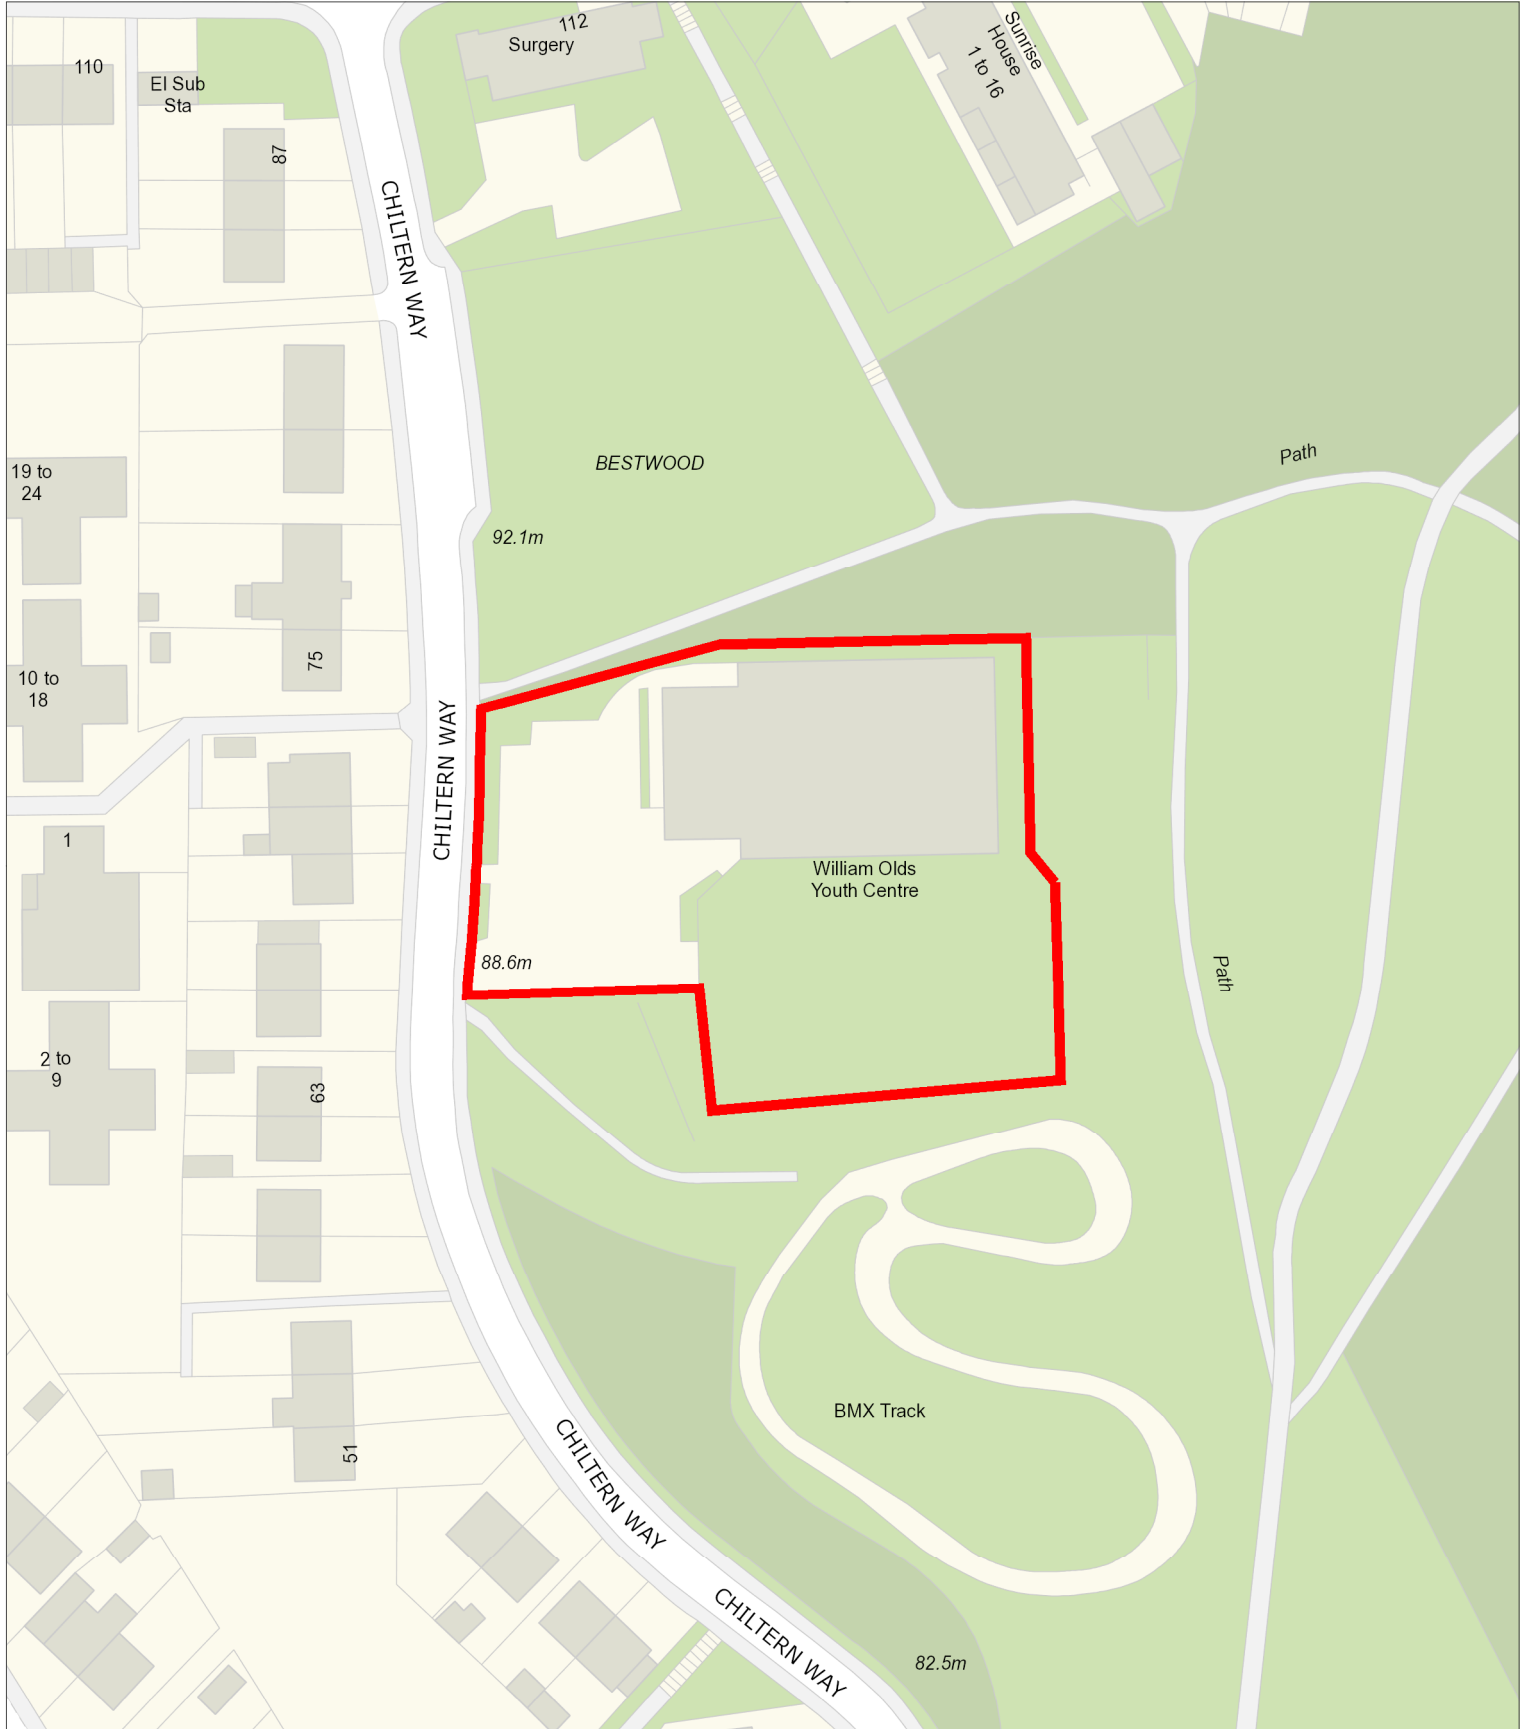 112
Surgery
Sunrise
House
1 to 16
110
El Sub
Sta
87
CHILTERN WAY
BESTWOOD
Path
19 to
24
92.1m
75
10 to
18
CHILTERN WAY
1
William Olds
Youth Centre
88.6m
Path
2 to
9
63
BMX Track
51
CHILTERN WAY
CHILTERN WAY
82.5m